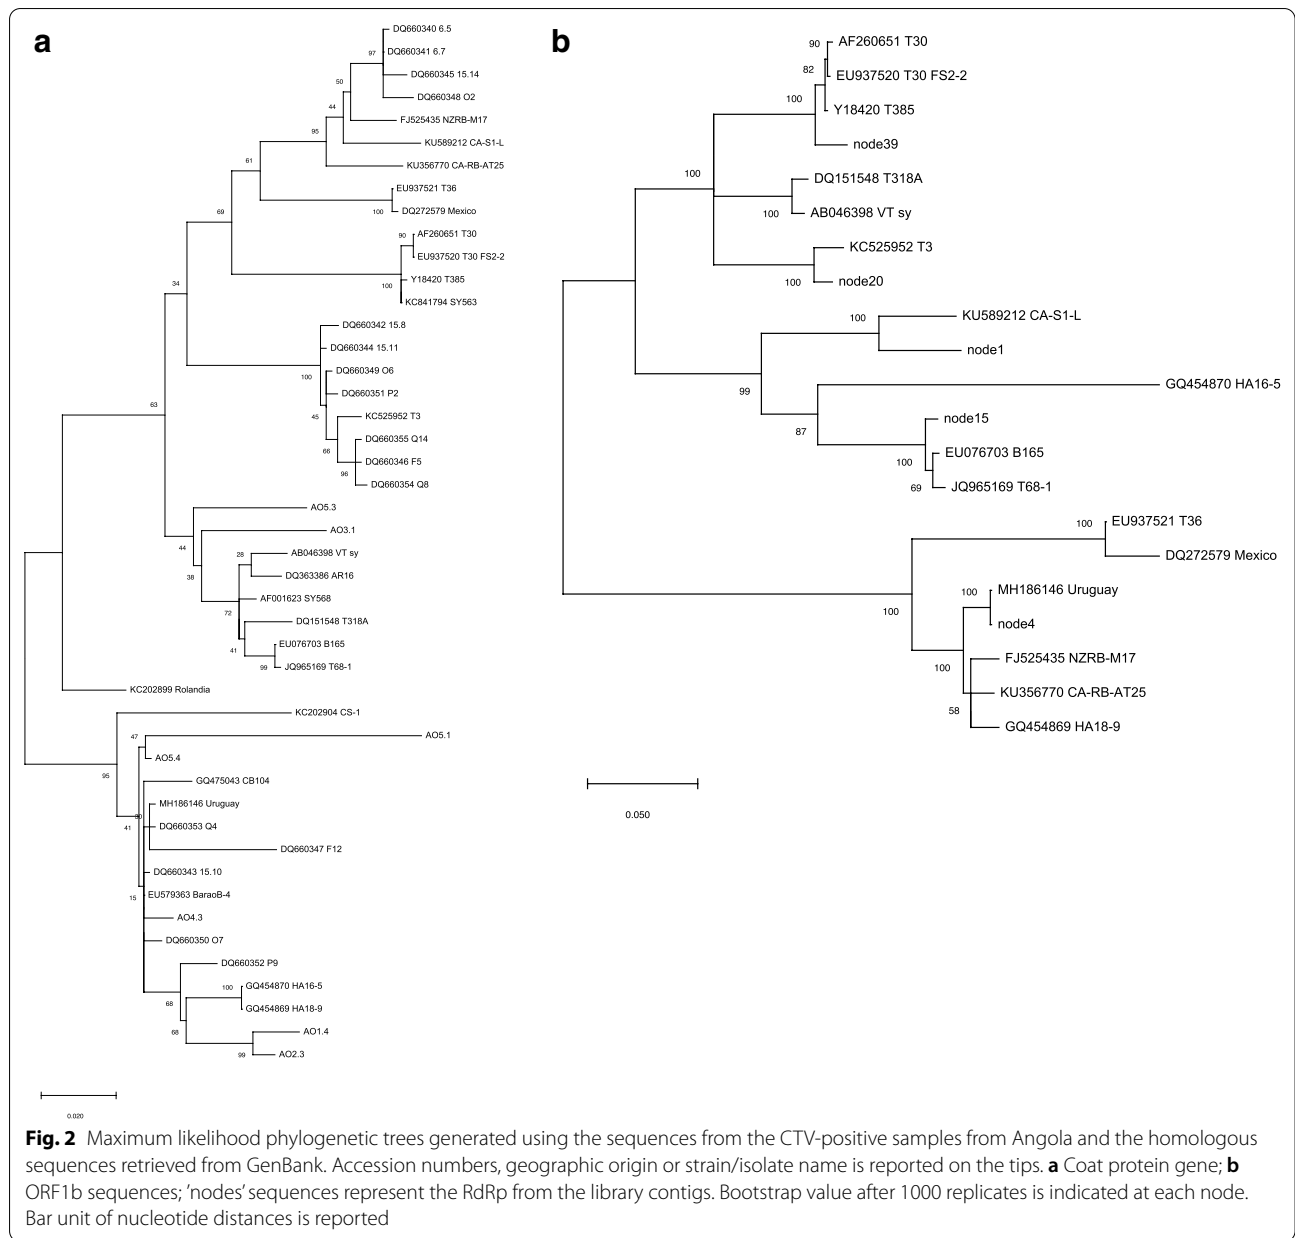 a
DQ660340 6.5
97
DQ660341 6.7
DQ660345 15.14
50
DQ660348 O2
44
FJ525435 NZRB-M17
95
KU589212 CA-S1-L
61
KU356770 CA-RB-AT25
EU937521 T36
100
DQ272579 Mexico
69
90
AF260651 T30
EU937520 T30 FS2-2
Y18420 T385
100
KC841794 SY563
34
DQ660342 15.8
DQ660344 15.11
DQ660349 O6
100
DQ660351 P2
63
45
KC525952 T3
DQ660355 Q14
66
DQ660346 F5
96
DQ660354 Q8
AO5.3
AO3.1
44
28
AB046398 VT sy
38
DQ363386 AR16
AF001623 SY568
72
DQ151548 T318A
EU076703 B165
41
99
JQ965169 T68-1
KC202899 Rolandia
KC202904 CS-1
47
AO5.1
AO5.4
95
GQ475043 CB104
MH186146 Uruguay
41
DQ660353 Q4
DQ660347 F12
DQ660343 15.10
15
EU579363 BaraoB-4
AO4.3
DQ660350 O7
DQ660352 P9
100
GQ454870 HA16-5
68
GQ454869 HA18-9
68
AO1.4
99
AO2.3
0.020
b
90
AF260651 T30
82
EU937520 T30 FS2-2
100
Y18420 T385
node39
100
DQ151548 T318A
100
AB046398 VT sy
KC525952 T3
100
node20
100
KU589212 CA-S1-L
node1
99
GQ454870 HA16-5
87
node15
100
EU076703 B165
69
JQ965169 T68-1
100
EU937521 T36
DQ272579 Mexico
100
100
MH186146 Uruguay
node4
100
FJ525435 NZRB-M17
KU356770 CA-RB-AT25
58
GQ454869 HA18-9
0.050
Fig. 2 Maximum likelihood phylogenetic trees generated using the sequences from the CTV-positive samples from Angola and the homologous
sequences retrieved from GenBank. Accession numbers, geographic origin or strain/isolate name is reported on the tips. a Coat protein gene; b
ORF1b sequences; 'nodes' sequences represent the RdRp from the library contigs. Bootstrap value after 1000 replicates is indicated at each node.
Bar unit of nucleotide distances is reported